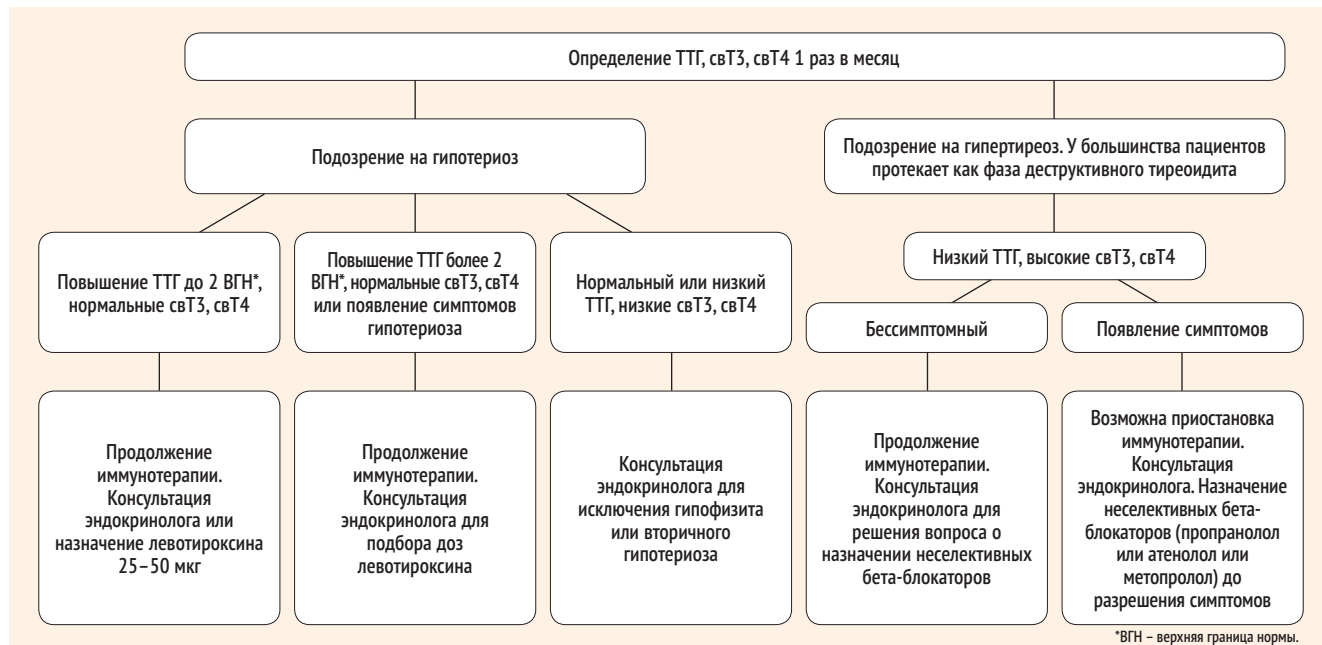 Определение ТТГ, свТ3, свТ4 1 раз в месяц
Подозрение на гипотериоз
Подозрение на гипертиреоз. У большинства пациентов
протекает как фаза деструктивного тиреоидита
Повышение ТТГ до 2 ВГН*,
нормальные свТ3, свТ4
Повышение ТТГ более 2
ВГН*, нормальные свТ3, свТ4
или появление симптомов
гипотериоза
Нормальный или низкий
ТТГ, низкие свТ3, свТ4
Низкий ТТГ, высокие свТ3, свТ4
Бессимптомный
Появление симптомов
Продолжение
иммунотерапии.
Консультация
эндокринолога или
назначение левотироксина
25–50 мкг
Продолжение
иммунотерапии.
Консультация
эндокринолога для
подбора доз
левотироксина
Консультация
эндокринолога для
исключения гипофизита
или вторичного
гипотериоза
Продолжение
иммунотерапии.
Консультация
эндокринолога для
решения вопроса о
назначении неселективных
бета-блокаторов
Возможна приостановка
иммунотерапии.
Консультация
эндокринолога. Назначение
неселективных бета-
блокаторов (пропранолол
или атенолол или
метопролол) до
разрешения симптомов
*ВГН – верхняя граница нормы.